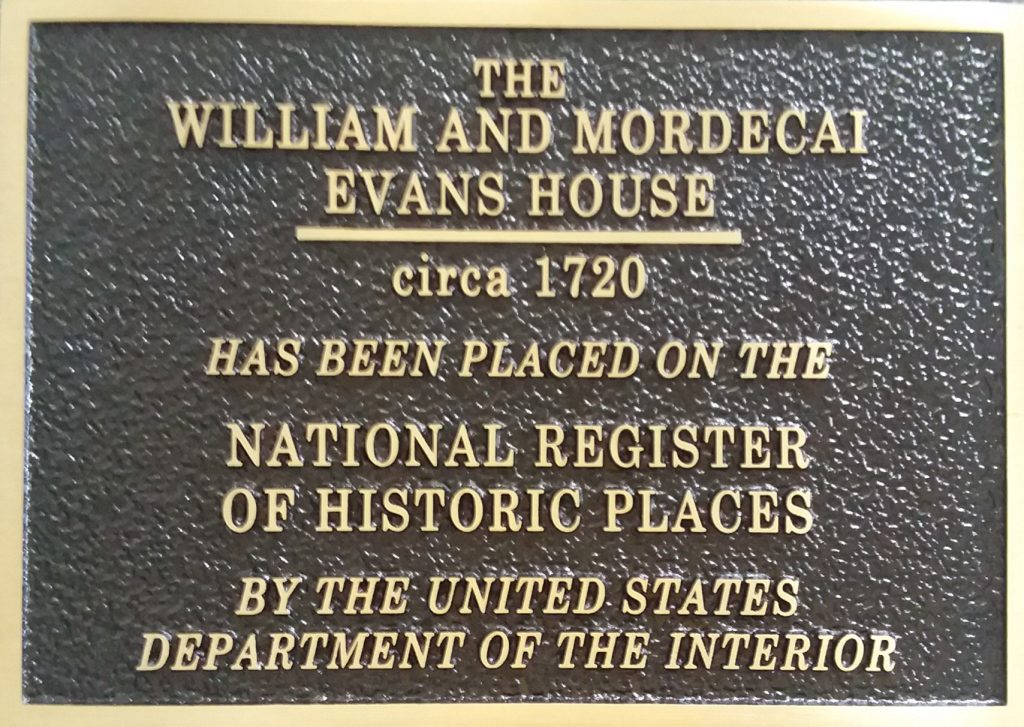 THE
WILLIAM AND MORDECAI
EVANS HOUSE
circa 1720
HAS BEEN PLACED ON THE
NATIONAL REGISTER
OF HISTORIC PLACES
BY THE UNITED STATES
DEPARTMENT OF THE INTERIOR